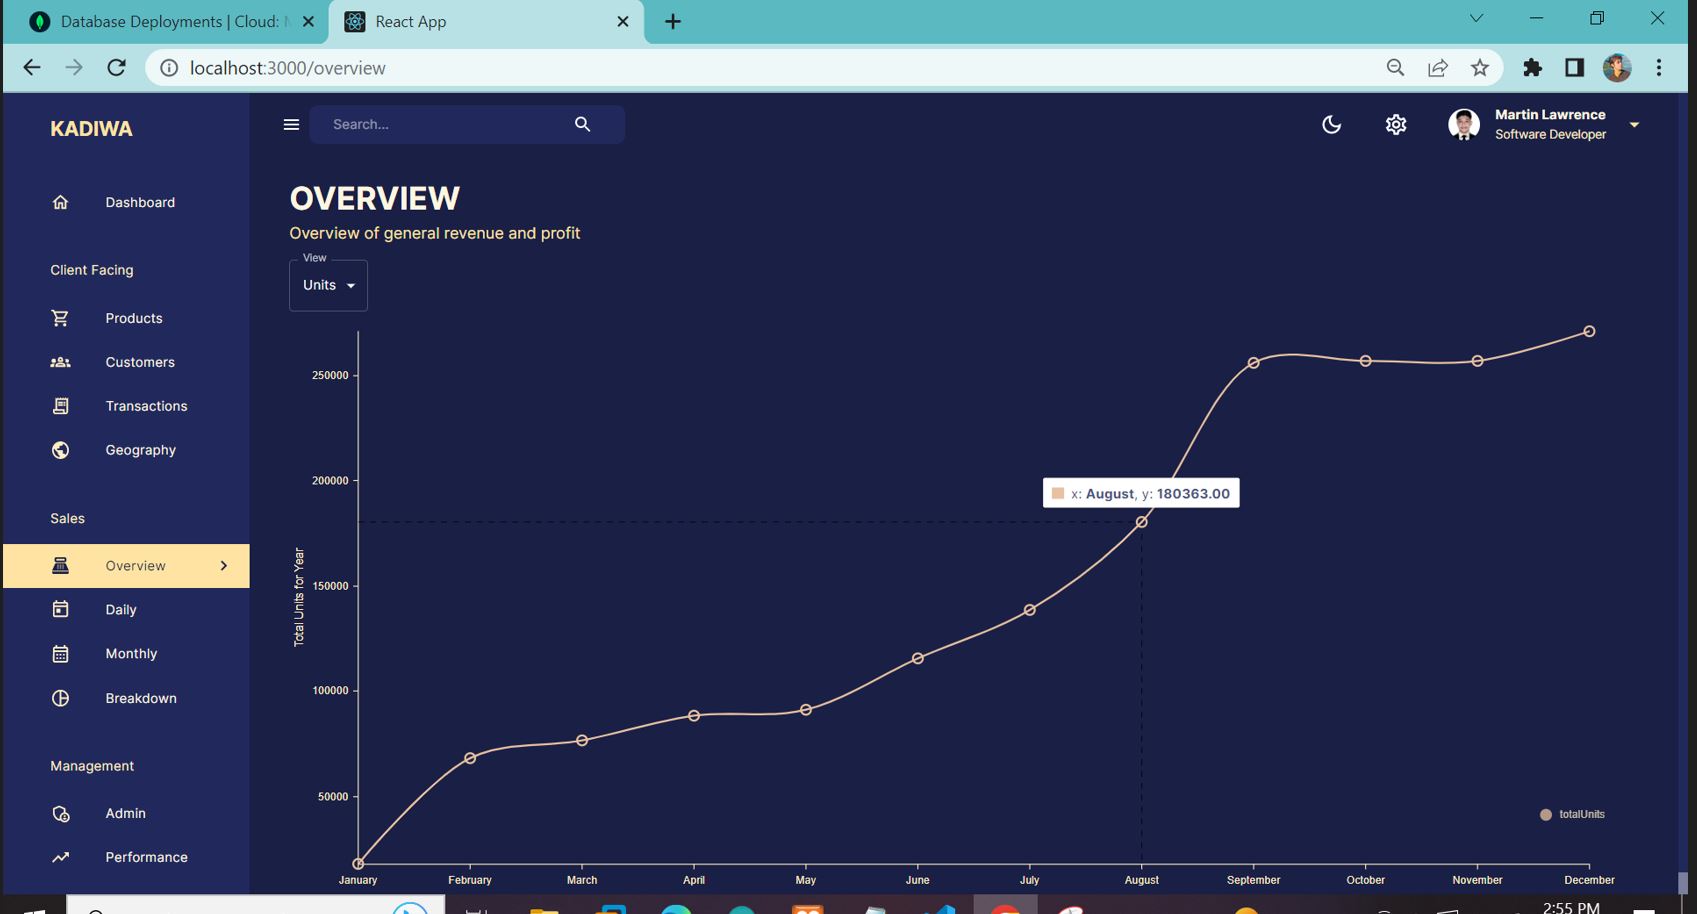 Database Deployments | Cloud:
React App
localhost:3000/overview
KADIWA
Search...
Martin Lawrence
Software Developer
Dashboard
Client Facing
Products
Customers
Transactions
Geography
Sales
Overview
Daily
Monthly
Breakdown
Management
Admin
Performance
OVERVIEW
Overview of general revenue and profit
View
Units
250000
200000
150000
100000
50000
Total Units for Year
x: August, y: 180363.00
totalUnits
January
February
March
April
May
June
July
August
September
October
November
December
2:55 PM